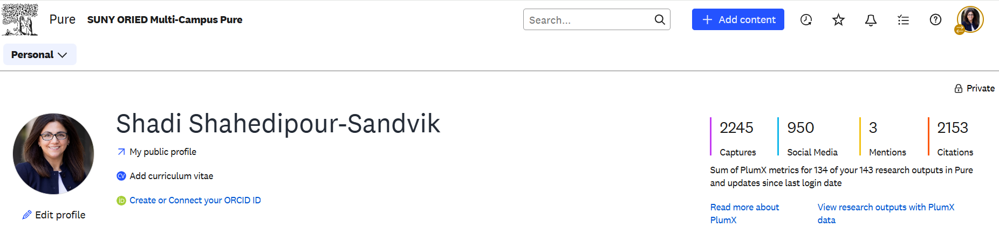 Pure SUNY ORIED Multi-Campus Pure
Search...
Add content
Personal
Private
Shadi Shahedipour-Sandvik
My public profile
CV Add curriculum vitae
iD Create or Connect your ORCID ID
Edit profile
2245 950 3 2153
Captures Social Media Mentions Citations
Sum of PlumX metrics for 134 of your 143 research outputs in Pure
and updates since last login date
Read more about
PlumX
View research outputs with PlumX
data